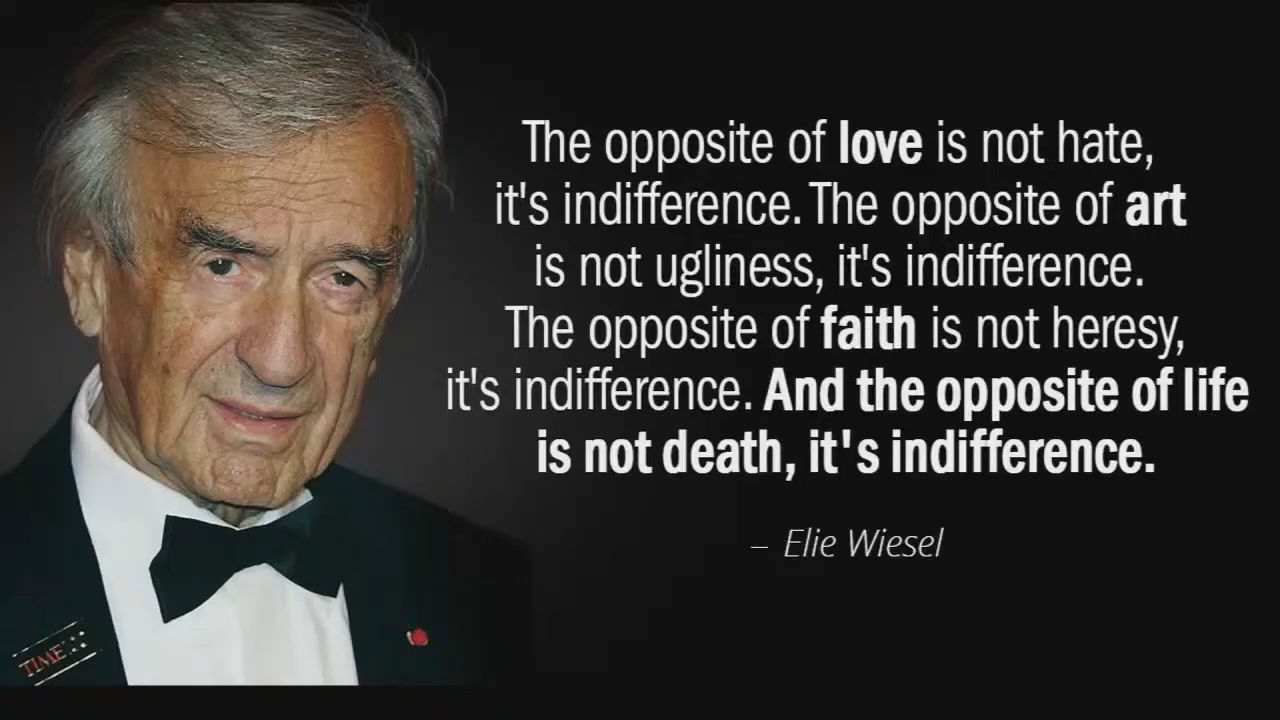 The opposite of love is not hate,
it's indifference. The opposite of art
is not ugliness, it's indifference.
The opposite of faith is not heresy,
it's indifference. And the opposite of life
is not death, it's indifference.
– Elie Wiesel
TIME